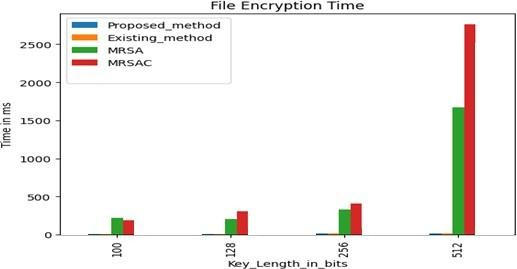 File Encryption Time
Proposed_method
Existing_method
MRSA
MRSAC
Time in ms
2500
2000
1500
1000
500
0
100
128
256
512
Key_Length_in_bits